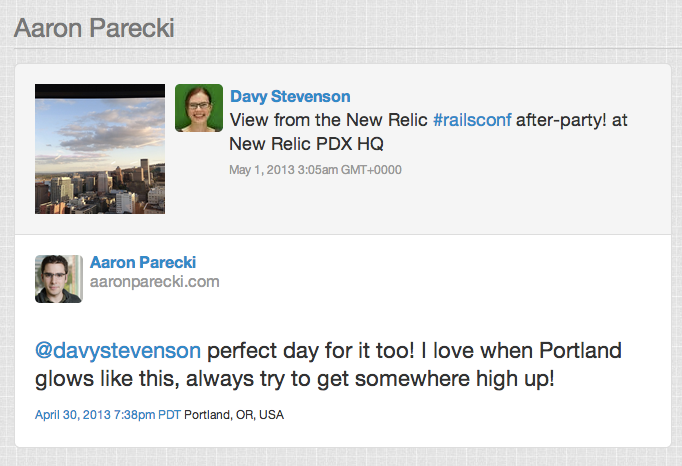 Aaron Parecki
Davy Stevenson
View from the New Relic #railsconf after-party! at
New Relic PDX HQ
May 1, 2013 3:05am GMT+0000
Aaron Parecki
aaronparecki.com
@davystevenson perfect day for it too! I love when Portland
glows like this, always try to get somewhere high up!
April 30, 2013 7:38pm PDT Portland, OR, USA